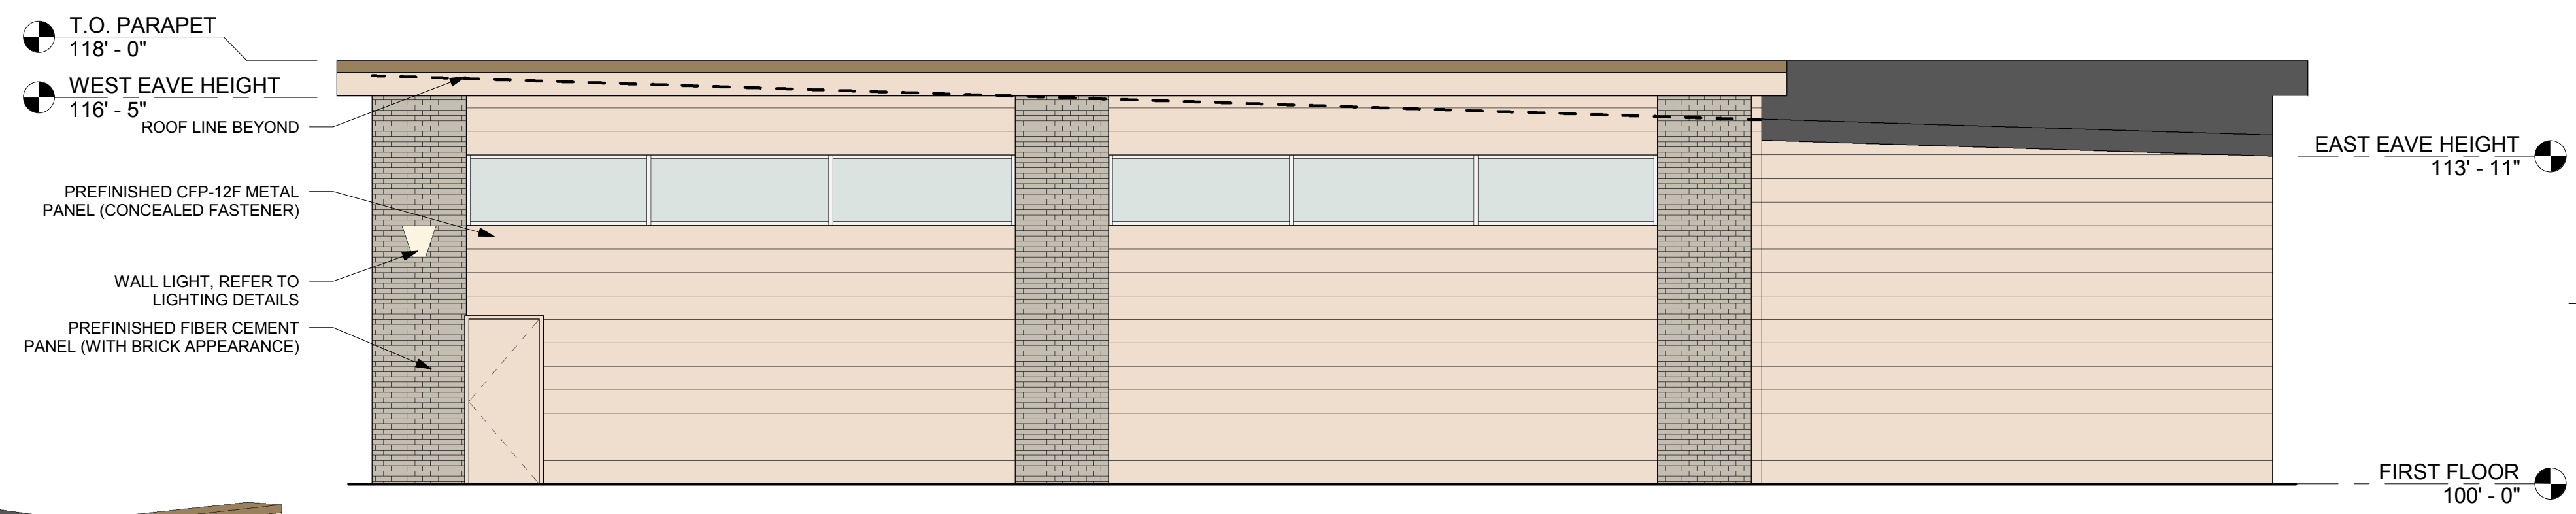 T.O. PARAPET
118' - 0"
WEST EAVE HEIGHT
116' - 5"
ROOF LINE BEYOND
PREFINISHED CFP-12F METAL
PANEL (CONCEALED FASTENER)
WALL LIGHT, REFER TO
LIGHTING DETAILS
PREFINISHED FIBER CEMENT
PANEL (WITH BRICK APPEARANCE)
EAST EAVE HEIGHT
113' - 11"
FIRST FLOOR
100' - 0"